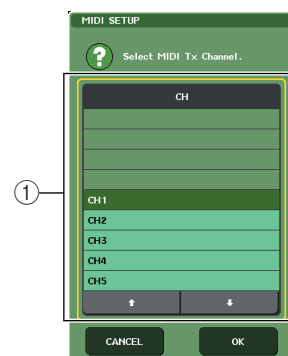 MIDI SETUP
?
Select MIDI Tx Channel.
CH
1
CH1
CH2
CH3
CH4
CH5
CANCEL OK